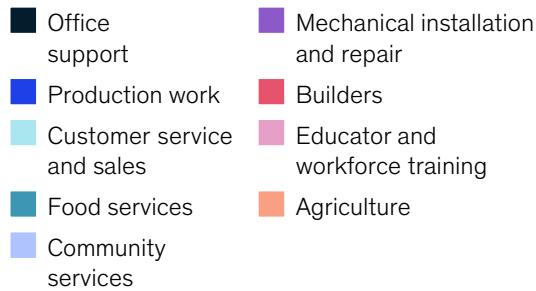 Office
support
Production work
Customer service
and sales
Food services
Community
services
Mechanical installation
and repair
Builders
Educator and
workforce training
Agriculture